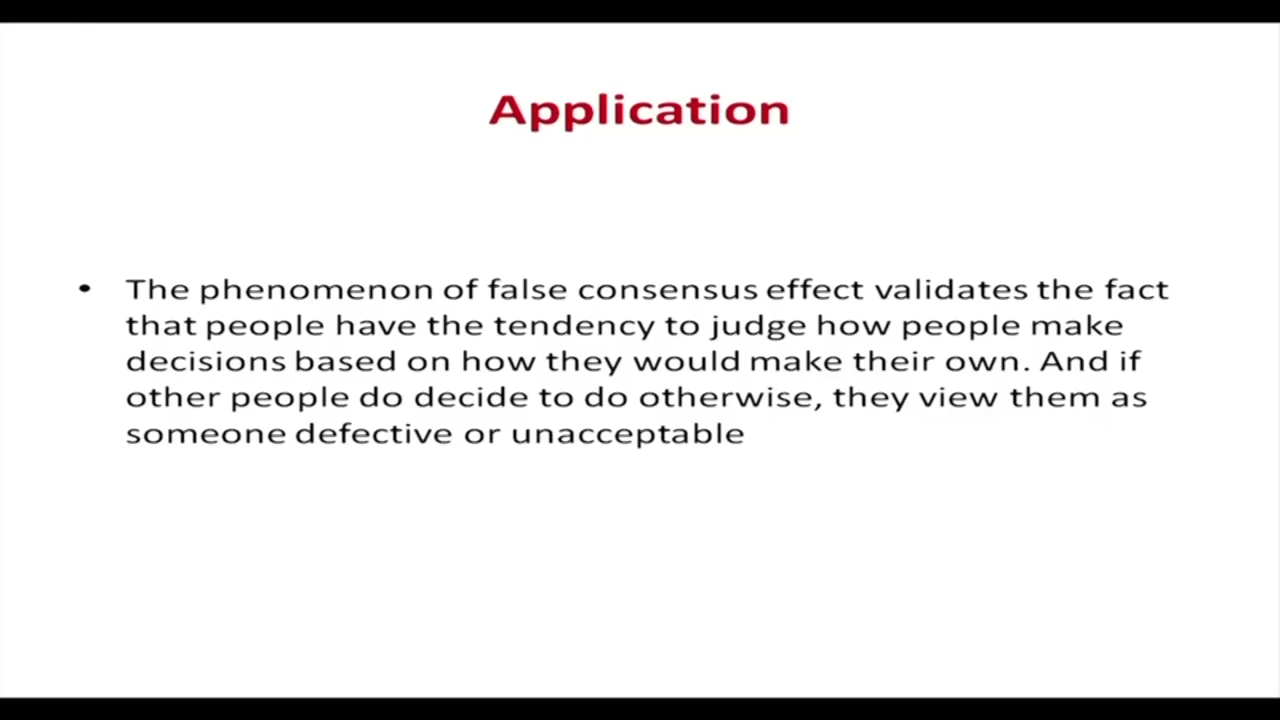 Application
• The phenomenon of false consensus effect validates the fact
that people have the tendency to judge how people make
decisions based on how they would make their own. And if
other people do decide to do otherwise, they view them as
someone defective or unacceptable